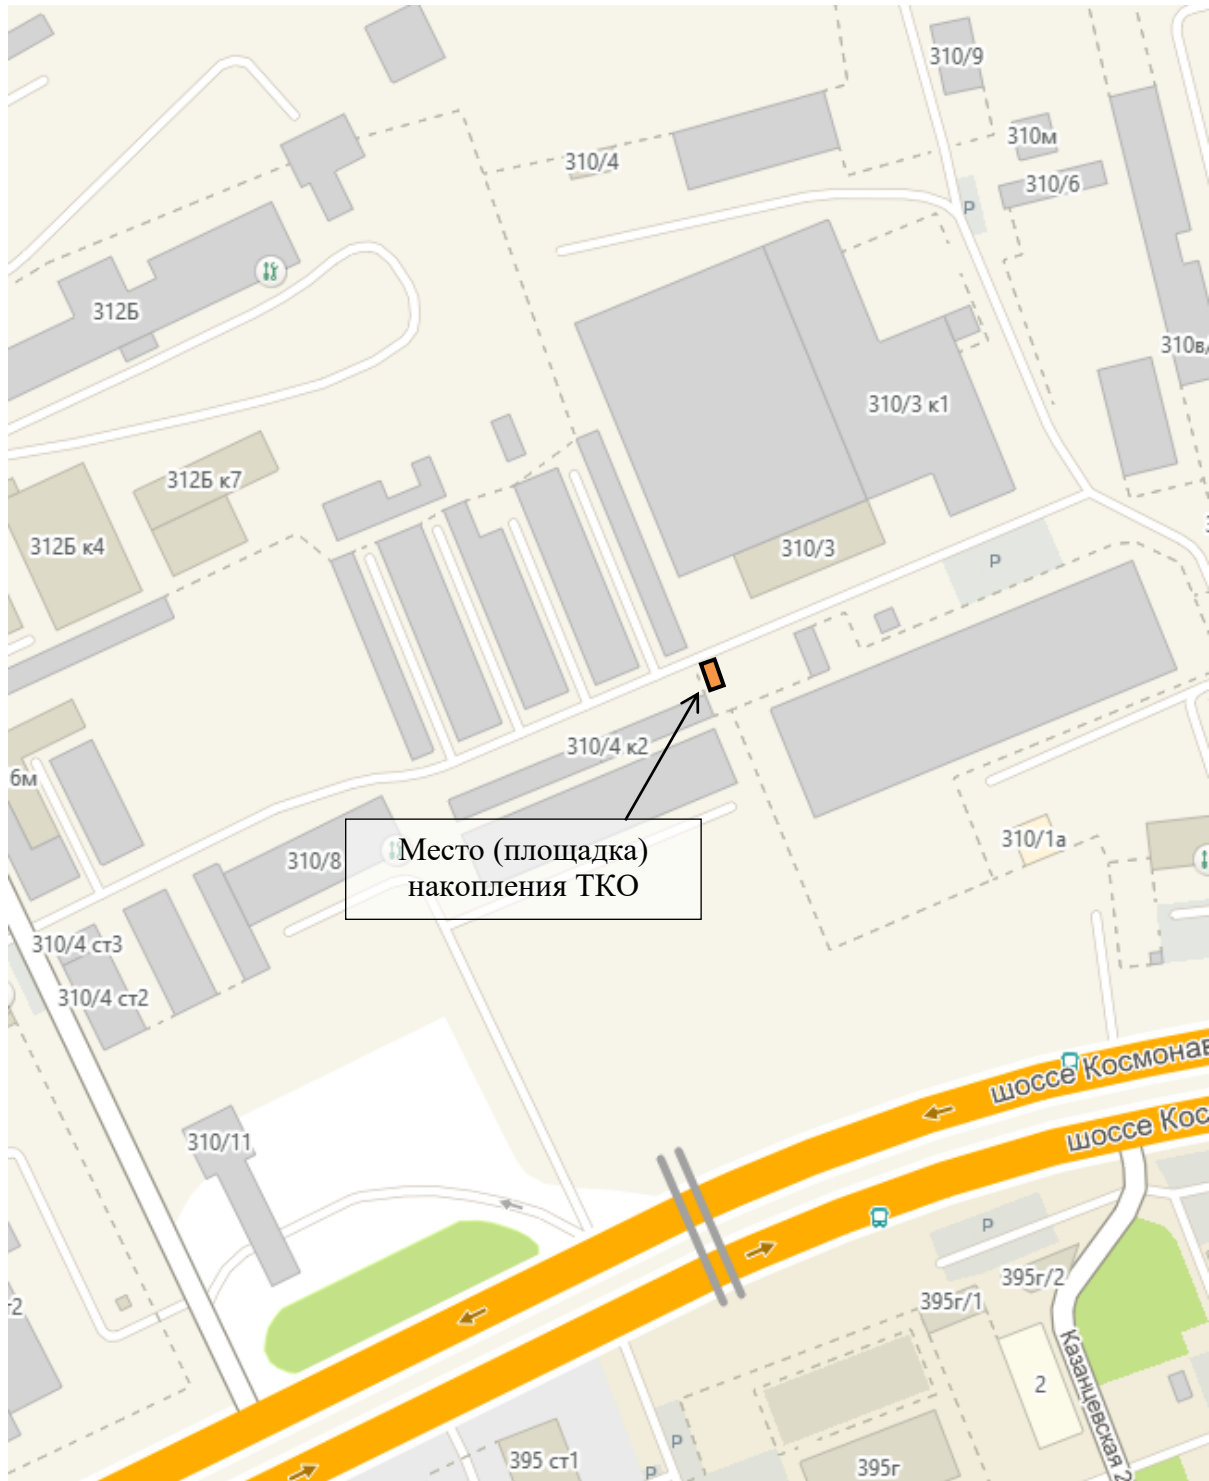 310/9
310м
310/4
310/6
P
312Б
310в/
310/3 к1
312Б к7
312Б к4
310/3
P
310/4 к2
6м
310/1а
310/8
Место (площадка)
накопления ТКО
310/4 ст3
310/4 ст2
шоссе Космонав
шоссе Кос
310/11
P
395г/2
395г/1
2
Казанцевская 2
P
395 ст1
395г
P